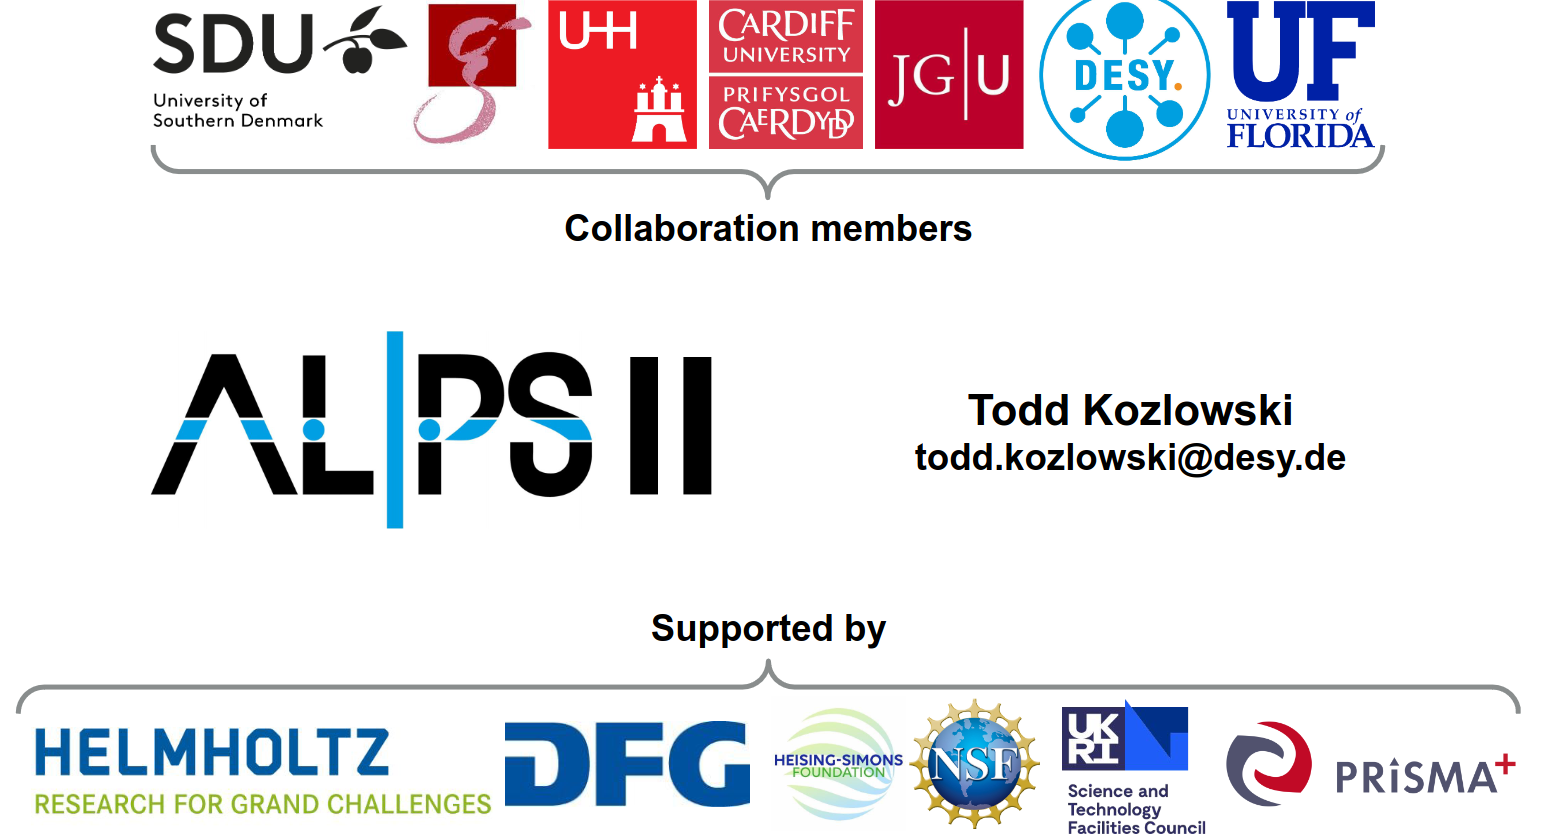 SDU
University of
Southern Denmark
UHH
CARDIFF
UNIVERSITY
PRIFYSGOL
CAERDYDD
JG|U
DESY.
UF
UNIVERSITY of
FLORIDA
Collaboration members
ALPS II
Todd Kozlowski
todd.kozlowski@desy.de
Supported by
HELMHOLTZ
RESEARCH FOR GRAND CHALLENGES
DFG
HEISING-SIMONS
FOUNDATION
NSF
UK
RI
Science and
Technology
Facilities Council
PRiSMA+